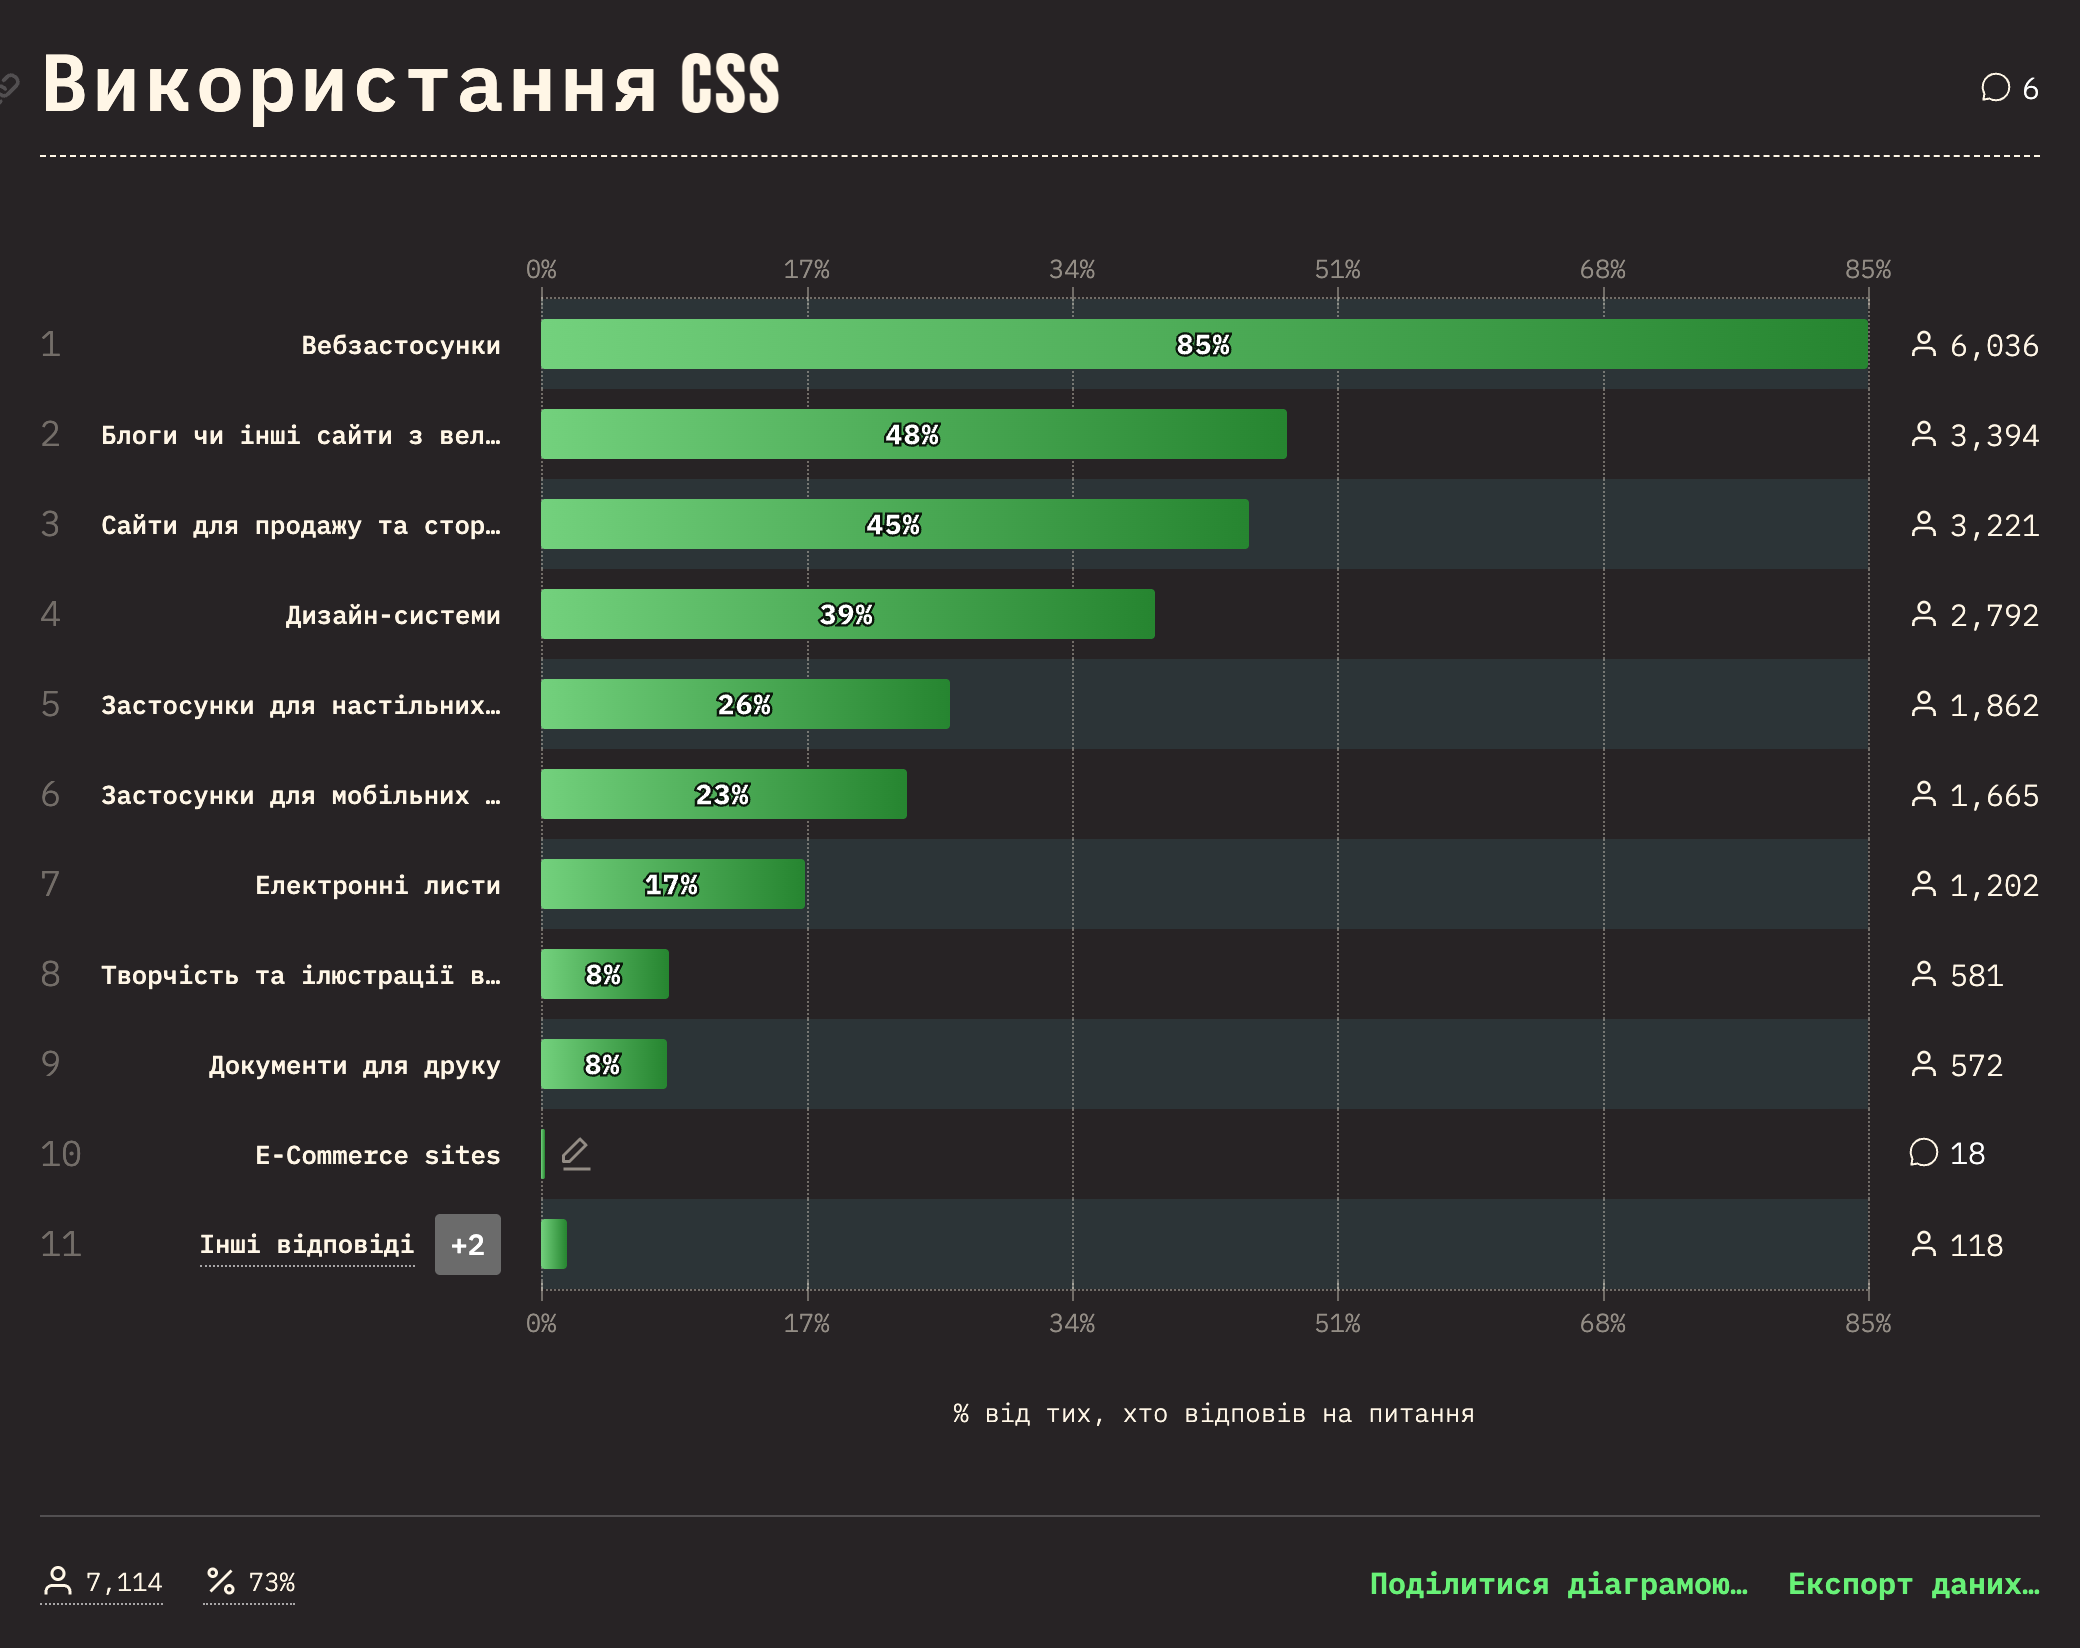 Використання CSS
6
0% 17% 34% 51% 68% 85%
1 Вебзастосунки 85% 6,036
2 Блоги чи інші сайти з вел… 48% 3,394
3 Сайти для продажу та стор… 45% 3,221
4 Дизайн-системи 39% 2,792
5 Застосунки для настільних… 26% 1,862
6 Застосунки для мобільних … 23% 1,665
7 Електронні листи 17% 1,202
8 Творчість та ілюстрації в… 8% 581
9 Документи для друку 8% 572
10 E-Commerce sites 18
11 Інші відповіді +2 118
0% 17% 34% 51% 68% 85%
% від тих, хто відповів на питання
7,114 % 73% Поділитися діаграмою… Експорт даних…